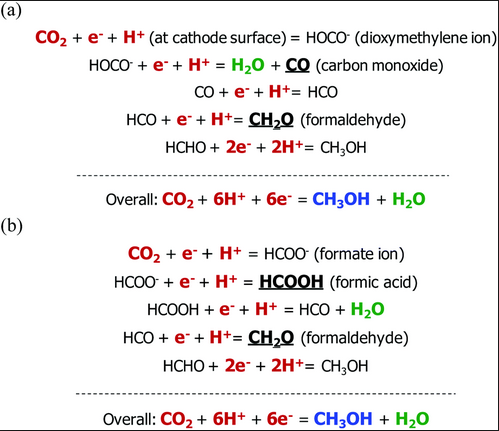 (a)
CO₂ + e⁻ + H⁺ (at cathode surface) = HOCO⁻ (dioxymethylene ion)
HOCO⁻ + e⁻ + H⁺ = H₂O + CO (carbon monoxide)
CO + e⁻ + H⁺= HCO
HCO + e⁻ + H⁺= CH₂O (formaldehyde)
HCHO + 2e⁻ + 2H⁺= CH₃OH
Overall: CO₂ + 6H⁺ + 6e⁻ = CH₃OH + H₂O
(b)
CO₂ + e⁻ + H⁺ = HCOO⁻ (formate ion)
HCOO⁻ + e⁻ + H⁺ = HCOOH (formic acid)
HCOOH + e⁻ + H⁺ = HCO + H₂O
HCO + e⁻ + H⁺= CH₂O (formaldehyde)
HCHO + 2e⁻ + 2H⁺= CH₃OH
Overall: CO₂ + 6H⁺ + 6e⁻ = CH₃OH + H₂O